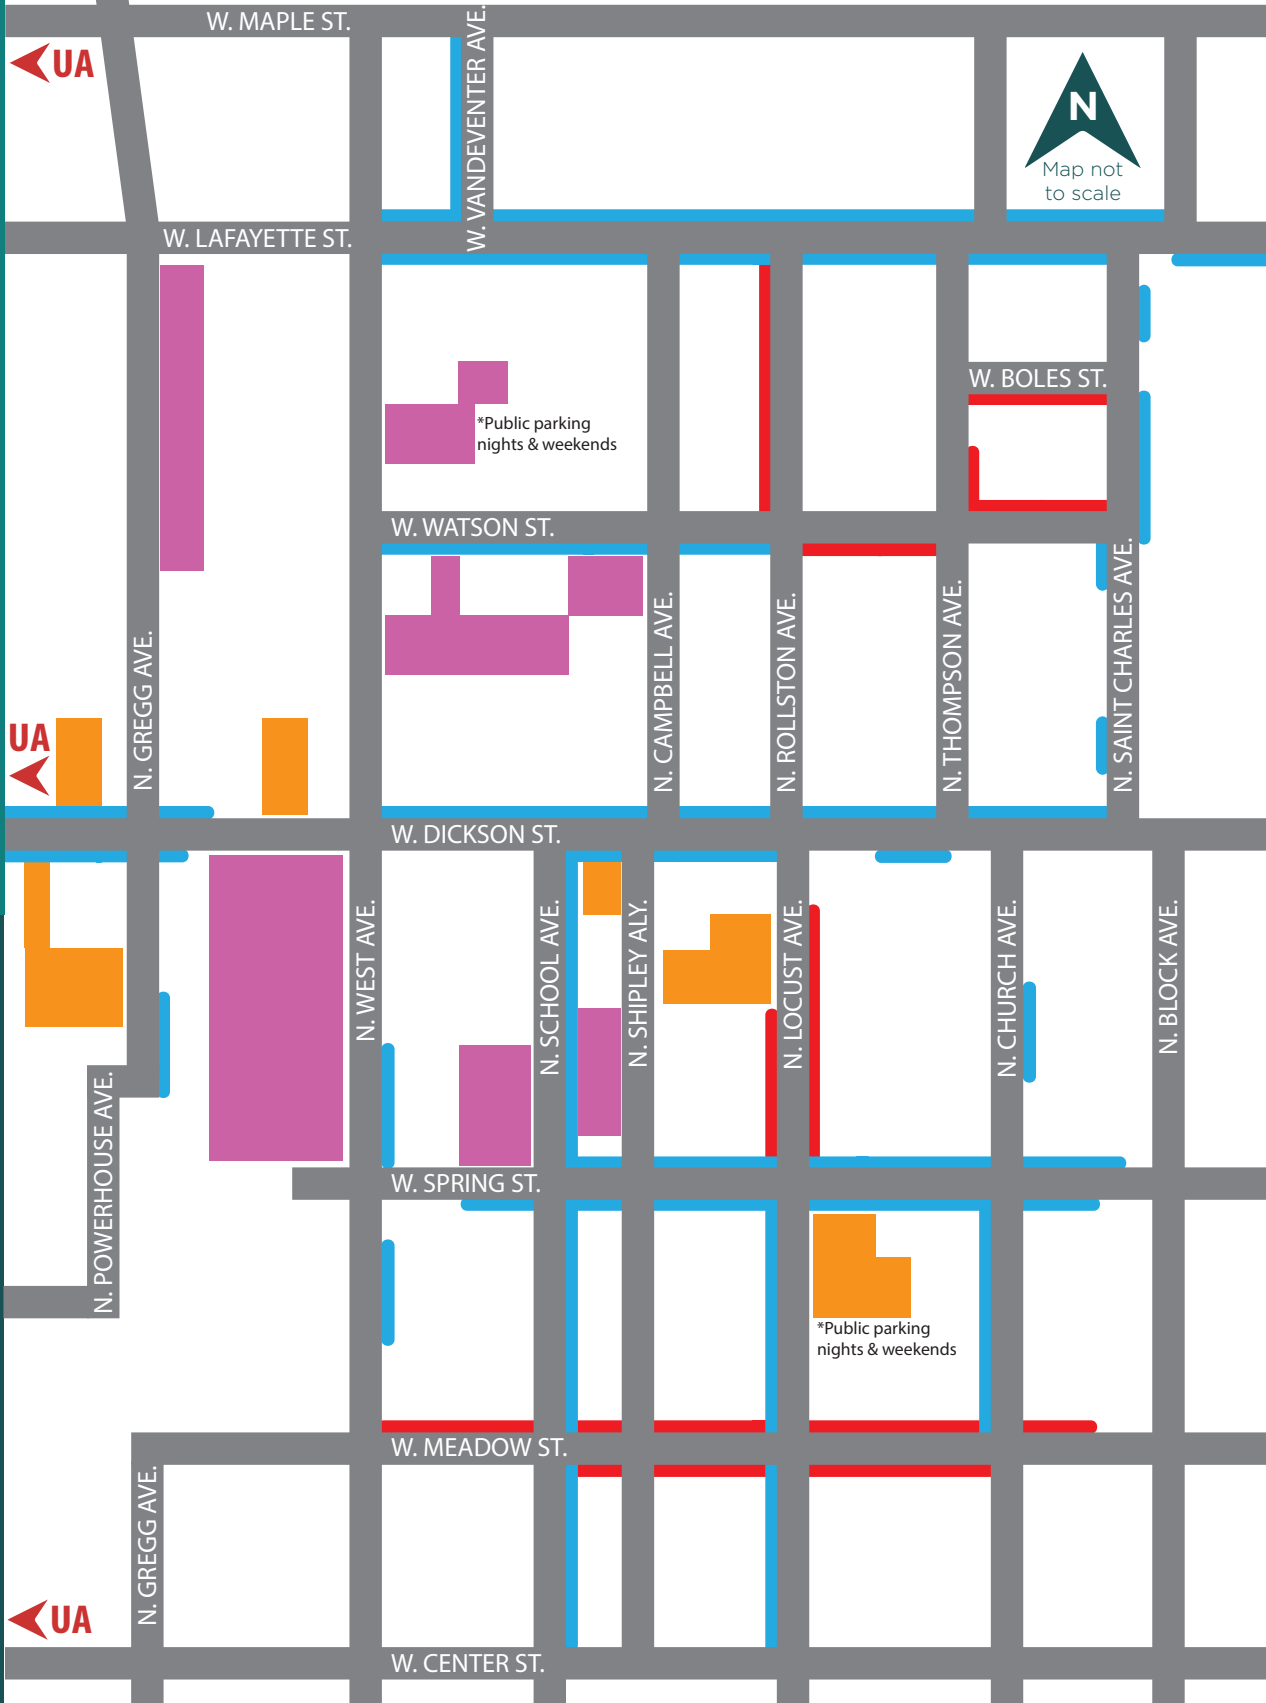 W. MAPLE ST.
UA
W. VANDEVENTER AVE.
N
Map not
to scale
W. LAFAYETTE ST.
W. BOLES ST.
*Public parking
nights & weekends
W. WATSON ST.
N. GREGG AVE.
N. CAMPBELL AVE.
N. ROLLSTON AVE.
N. THOMPSON AVE.
N. SAINT CHARLES AVE.
UA
W. DICKSON ST.
N. WEST AVE.
N. SCHOOL AVE.
N. SHIPLEY ALY.
N. LOCUST AVE.
N. CHURCH AVE.
N. BLOCK AVE.
N. POWERHOUSE AVE.
W. SPRING ST.
*Public parking
nights & weekends
W. MEADOW ST.
N. GREGG AVE.
UA
W. CENTER ST.